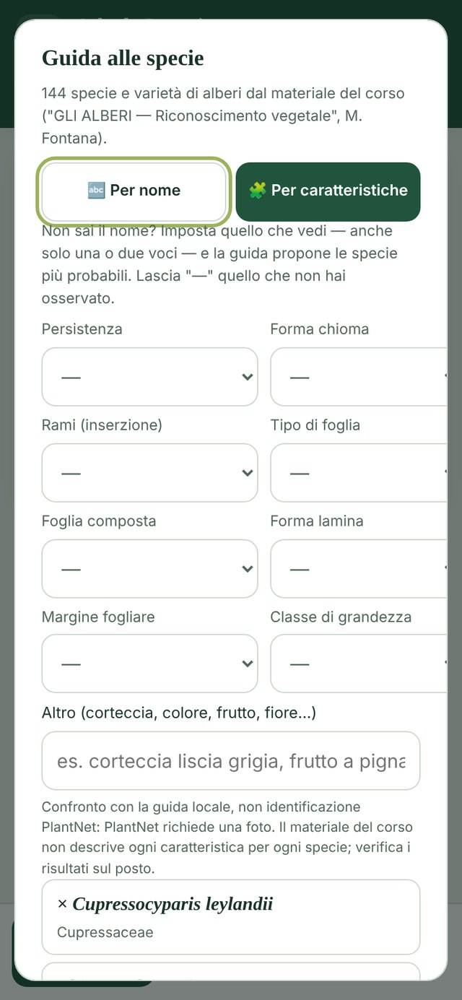 Guida alle specie
144 specie e varietà di alberi dal materiale del corso
("GLI ALBERI — Riconoscimento vegetale", M.
Fontana).
🔤 Per nome
🧩 Per caratteristiche
Non sai il nome? Imposta quello che vedi — anche
solo una o due voci — e la guida propone le specie
più probabili. Lascia "—" quello che non hai
osservato.
Persistenza
Forma chioma
—
—
Rami (inserzione)
Tipo di foglia
—
—
Foglia composta
Forma lamina
—
—
Margine fogliare
Classe di grandezza
—
—
Altro (corteccia, colore, frutto, fiore…)
es. corteccia liscia grigia, frutto a pigna
Confronto con la guida locale, non identificazione
PlantNet: PlantNet richiede una foto. Il materiale del corso
non descrive ogni caratteristica per ogni specie; verifica i
risultati sul posto.
× Cupressocyparis leylandii
Cupressaceae